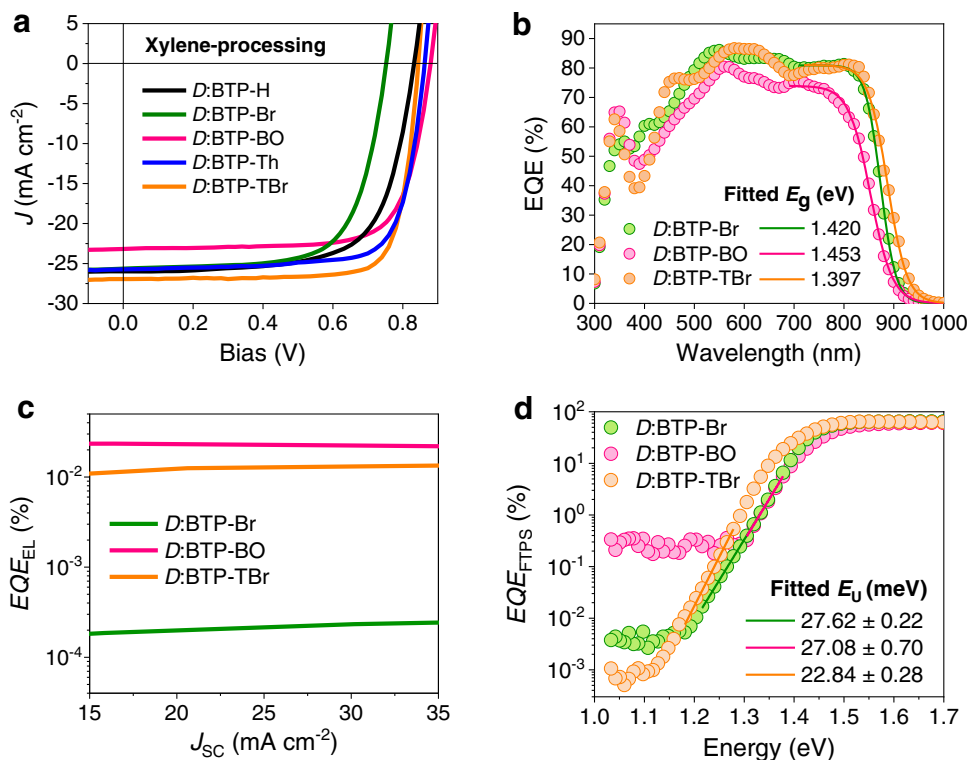 a
Xylene-processing
D:BTP-H
D:BTP-Br
D:BTP-BO
D:BTP-Th
D:BTP-TBr
J (mA cm⁻²)
5
0
-5
-10
-15
-20
-25
-30
0.0 0.2 0.4 0.6 0.8
Bias (V)
b
EQE (%)
90
80
70
60
50
40
30
20
10
0
Fitted Eg (eV)
D:BTP-Br 1.420
D:BTP-BO 1.453
D:BTP-TBr 1.397
300 400 500 600 700 800 900 1000
Wavelength (nm)
c
EQE_EL (%)
10⁻²
10⁻³
10⁻⁴
D:BTP-Br
D:BTP-BO
D:BTP-TBr
15 20 25 30 35
J_SC (mA cm⁻²)
d
EQE_FTPS (%)
10²
10¹
10⁰
10⁻¹
10⁻²
10⁻³
D:BTP-Br
D:BTP-BO
D:BTP-TBr
Fitted E_U (meV)
27.62 ± 0.22
27.08 ± 0.70
22.84 ± 0.28
1.0 1.1 1.2 1.3 1.4 1.5 1.6 1.7
Energy (eV)